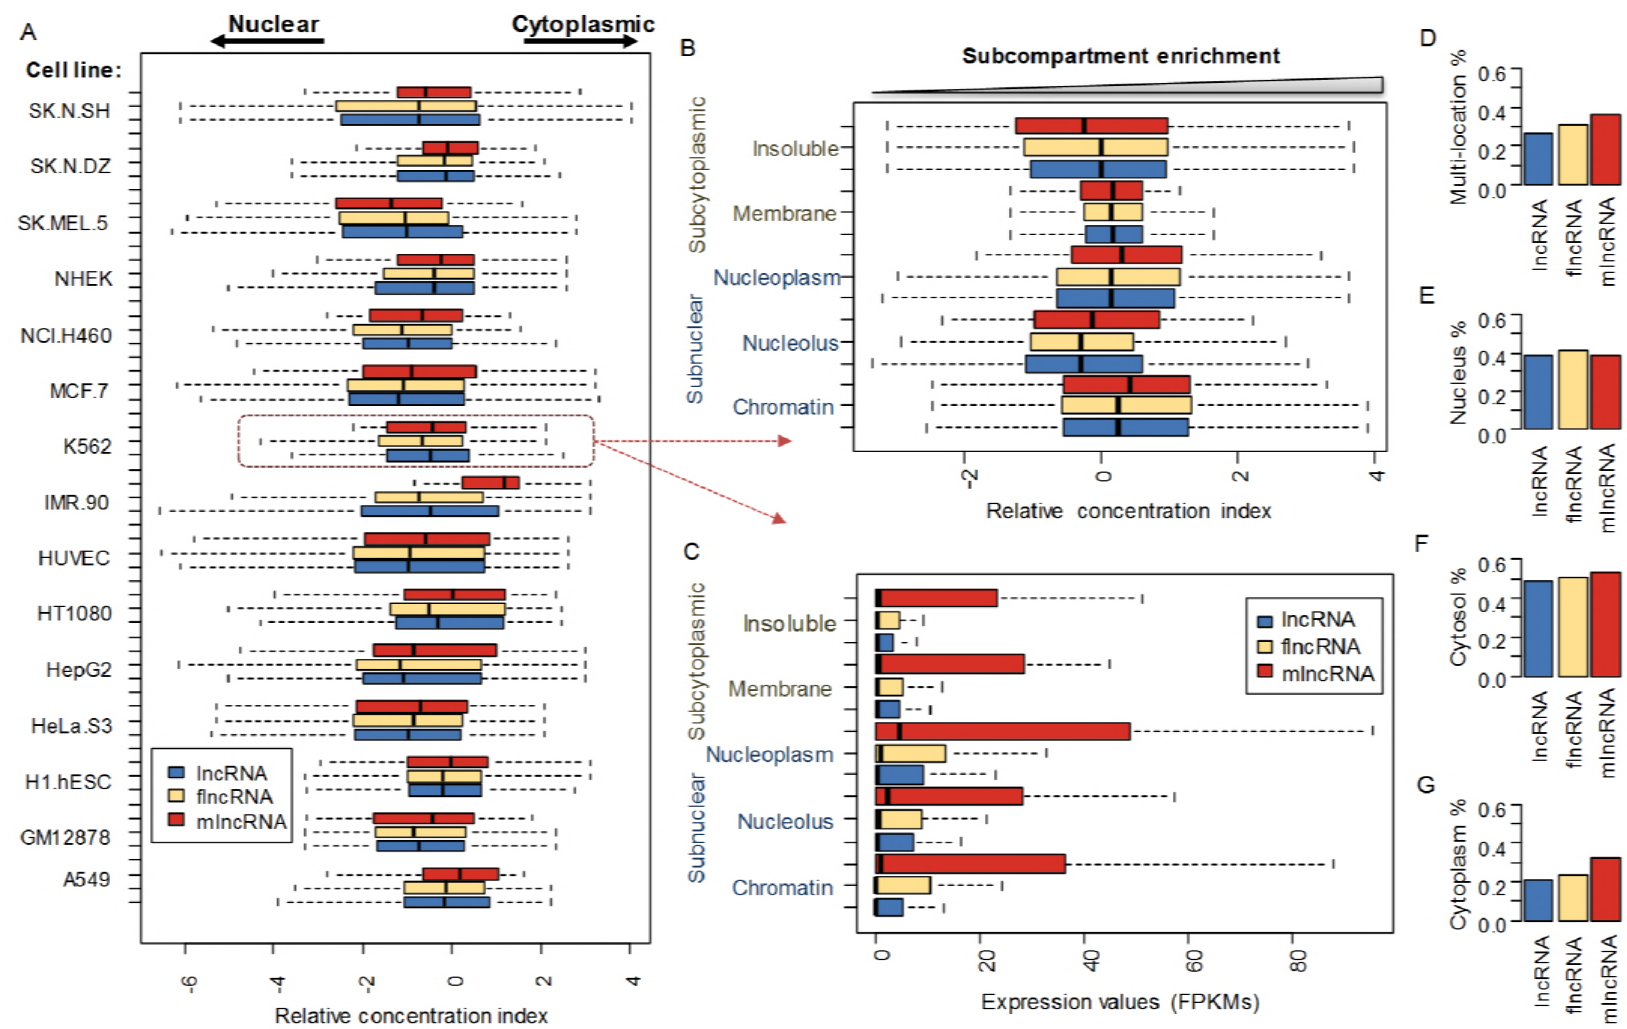 A
Nuclear
Cytoplasmic
Cell line:
SK.N.SH
SK.N.DZ
SK.MEL.5
NHEK
NCI.H460
MCF.7
K562
IMR.90
HUVEC
HT1080
HepG2
HeLa.S3
H1.hESC
GM12878
A549
lncRNA
flncRNA
mlncRNA
-6
-4
-2
0
2
4
Relative concentration index
B
Subcompartment enrichment
Subcytoplasmic
Subnuclear
Insoluble
Membrane
Nucleoplasm
Nucleolus
Chromatin
-2
0
2
4
Relative concentration index
C
Subcytoplasmic
Subnuclear
Insoluble
Membrane
Nucleoplasm
Nucleolus
Chromatin
lncRNA
flncRNA
mlncRNA
0
20
40
60
80
Expression values (FPKMs)
D
Multi-location %
0.6
0.4
0.2
0.0
lncRNA
flncRNA
mlncRNA
E
Nucleus %
0.6
0.4
0.2
0.0
lncRNA
flncRNA
mlncRNA
F
Cytosol %
0.6
0.4
0.2
0.0
lncRNA
flncRNA
mlncRNA
G
Cytoplasm %
0.6
0.4
0.2
0.0
lncRNA
flncRNA
mlncRNA